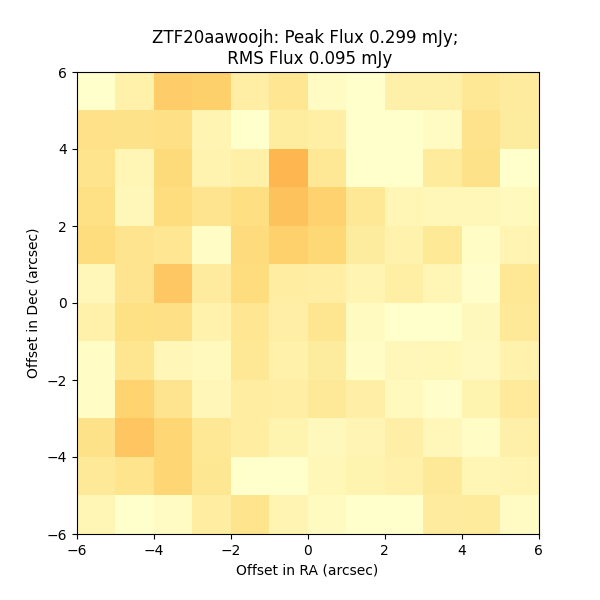 ZTF20aawoojh: Peak Flux 0.299 mJy;
RMS Flux 0.095 mJy
6
4
2
0
−2
−4
−6
Offset in Dec (arcsec)
−6 −4 −2 0 2 4 6
Offset in RA (arcsec)